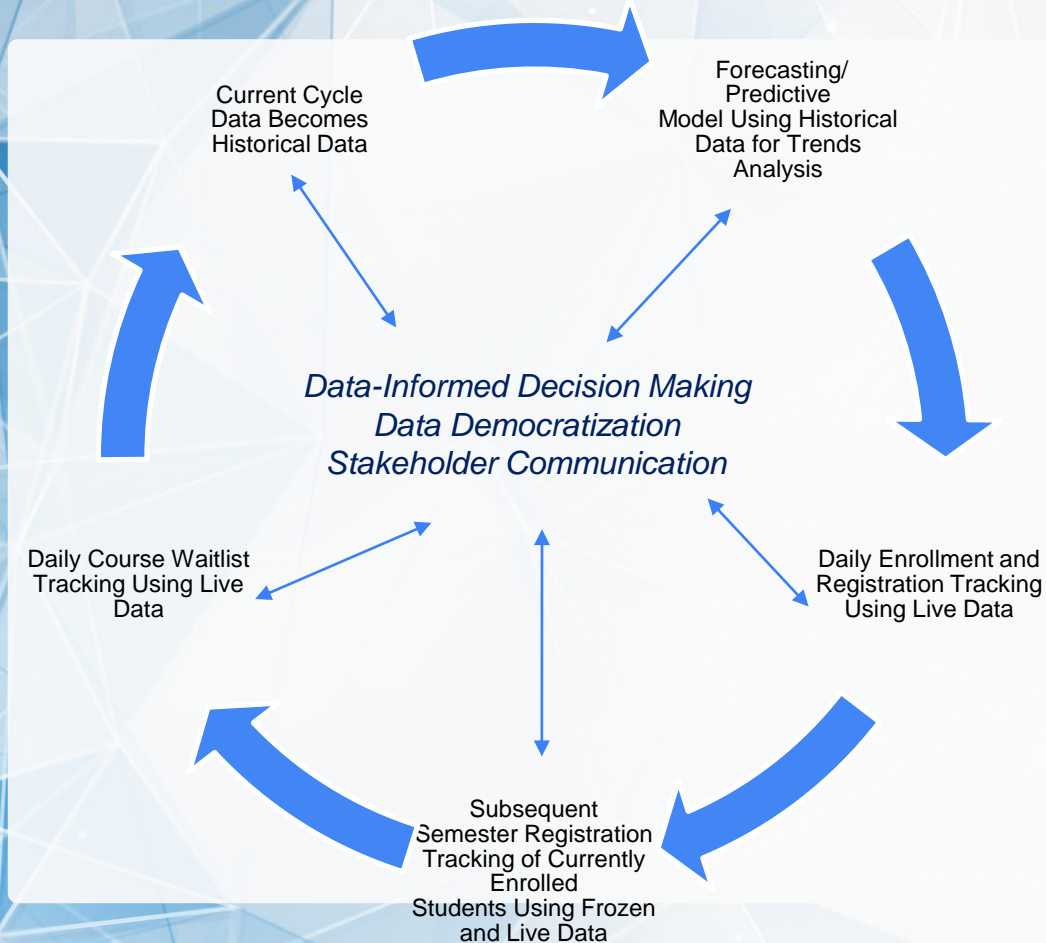 Current Cycle
Data Becomes
Historical Data
Forecasting/
Predictive
Model Using Historical
Data for Trends
Analysis
Data-Informed Decision Making
Data Democratization
Stakeholder Communication
Daily Course Waitlist
Tracking Using Live
Data
Daily Enrollment and
Registration Tracking
Using Live Data
Subsequent
Semester Registration
Tracking of Currently
Enrolled
Students Using Frozen
and Live Data